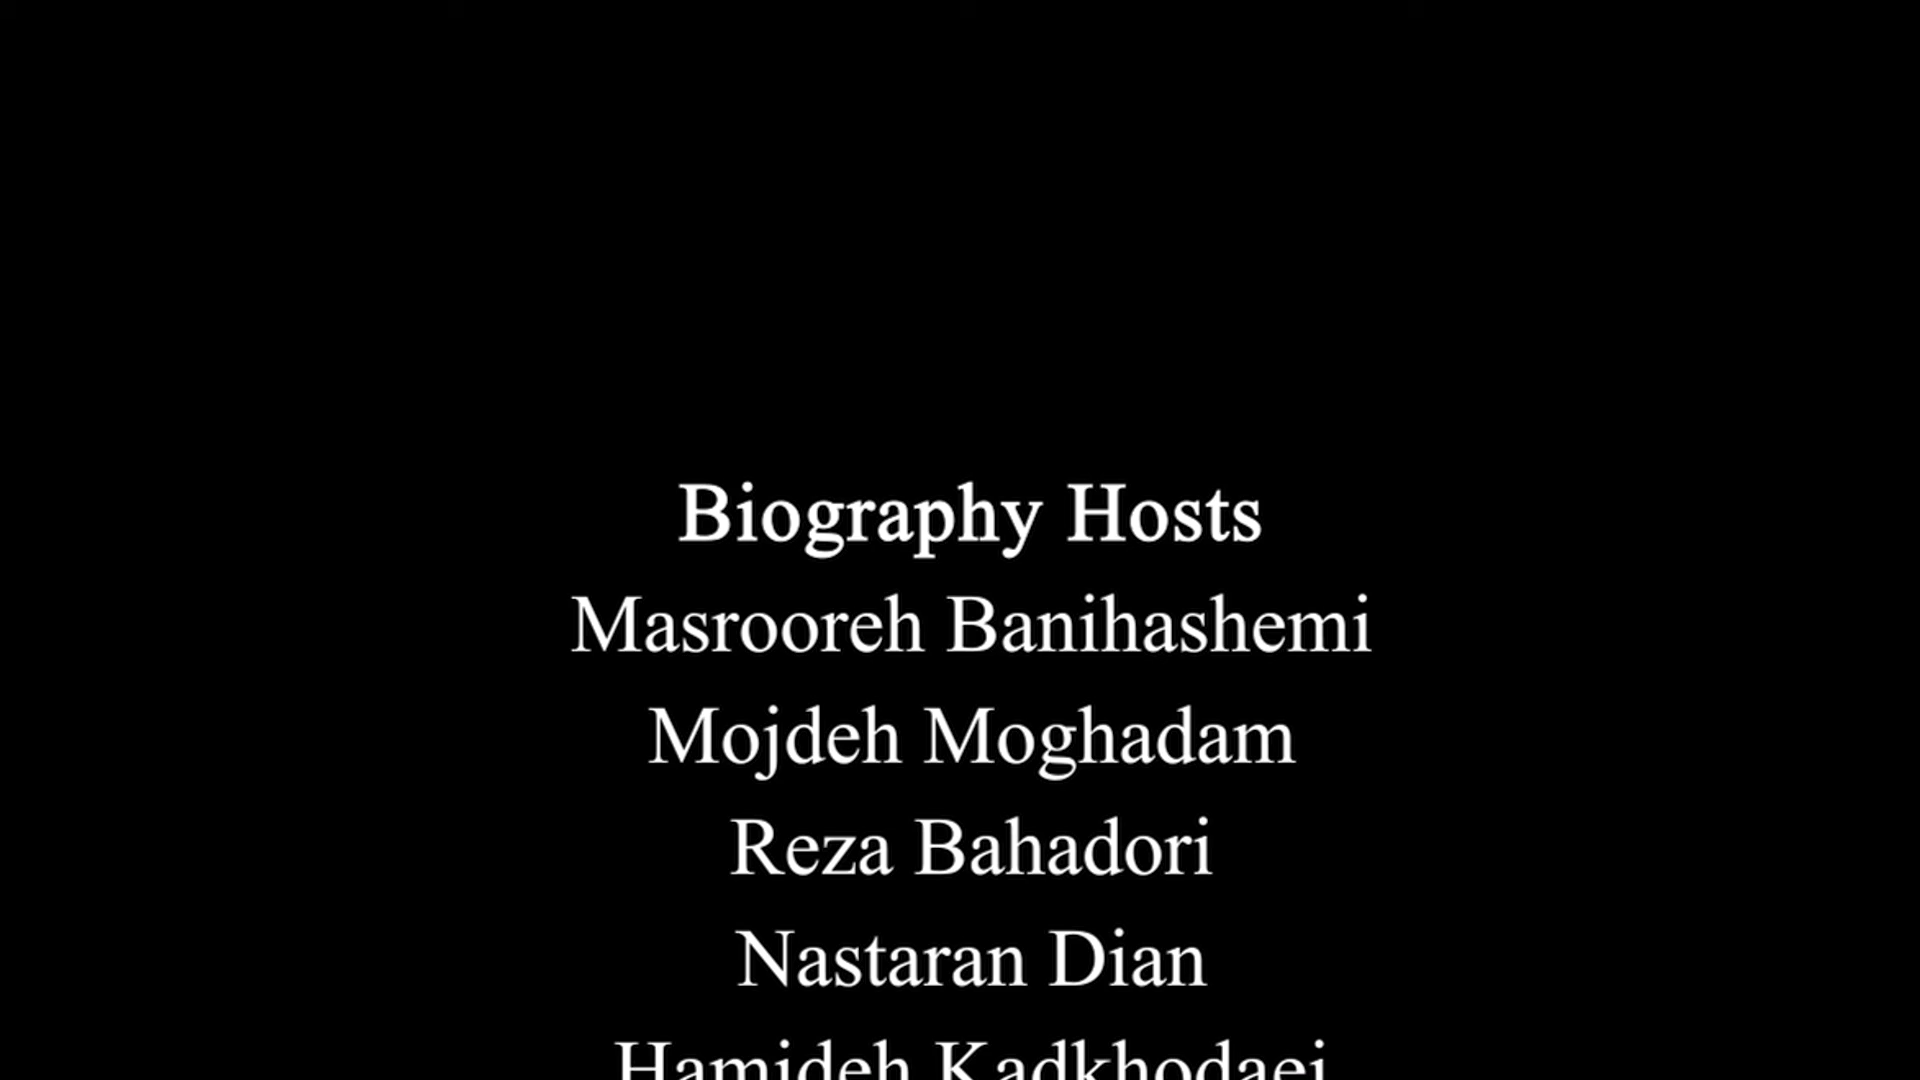 Biography Hosts
Masrooreh Banihashemi
Mojdeh Moghadam
Reza Bahadori
Nastaran Dian
Hamideh Kadkhodaei